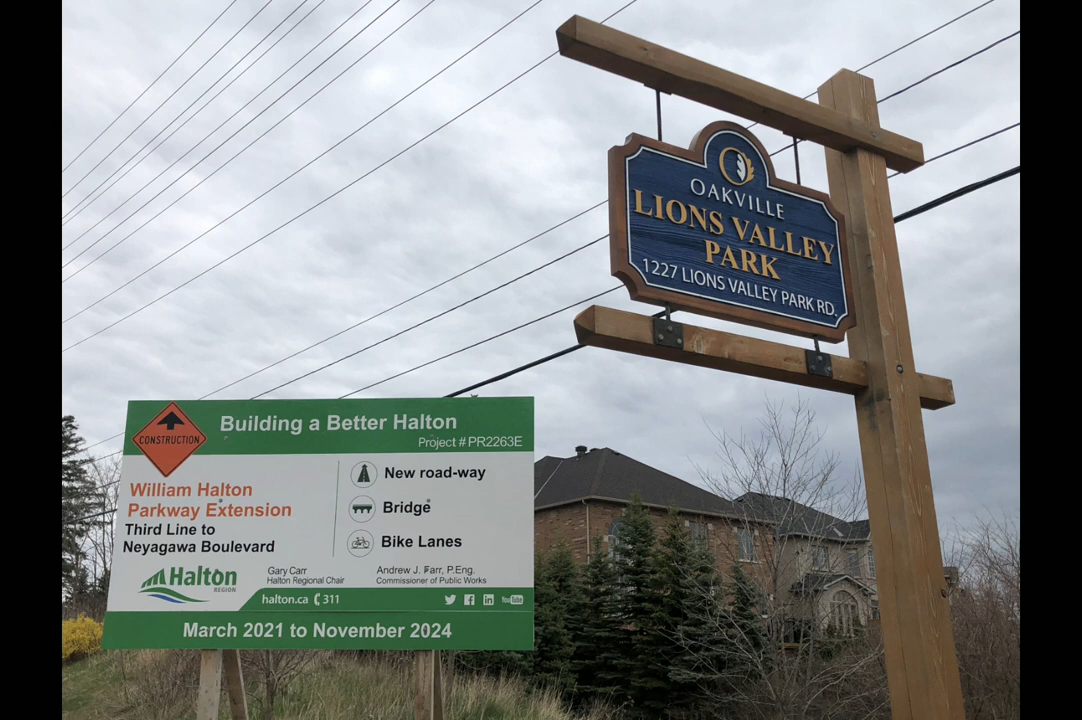 OAKVILLE
LIONS VALLEY
PARK
1227 LIONS VALLEY PARK RD.
CONSTRUCTION
Building a Better Halton
Project # PR2263E
William Halton
Parkway Extension
Third Line to
Neyagawa Boulevard
New road-way
Bridge
Bike Lanes
Halton
REGION
Gary Carr
Halton Regional Chair
Andrew J. Farr, P.Eng.
Commissioner of Public Works
halton.ca 311
YouTube
March 2021 to November 2024